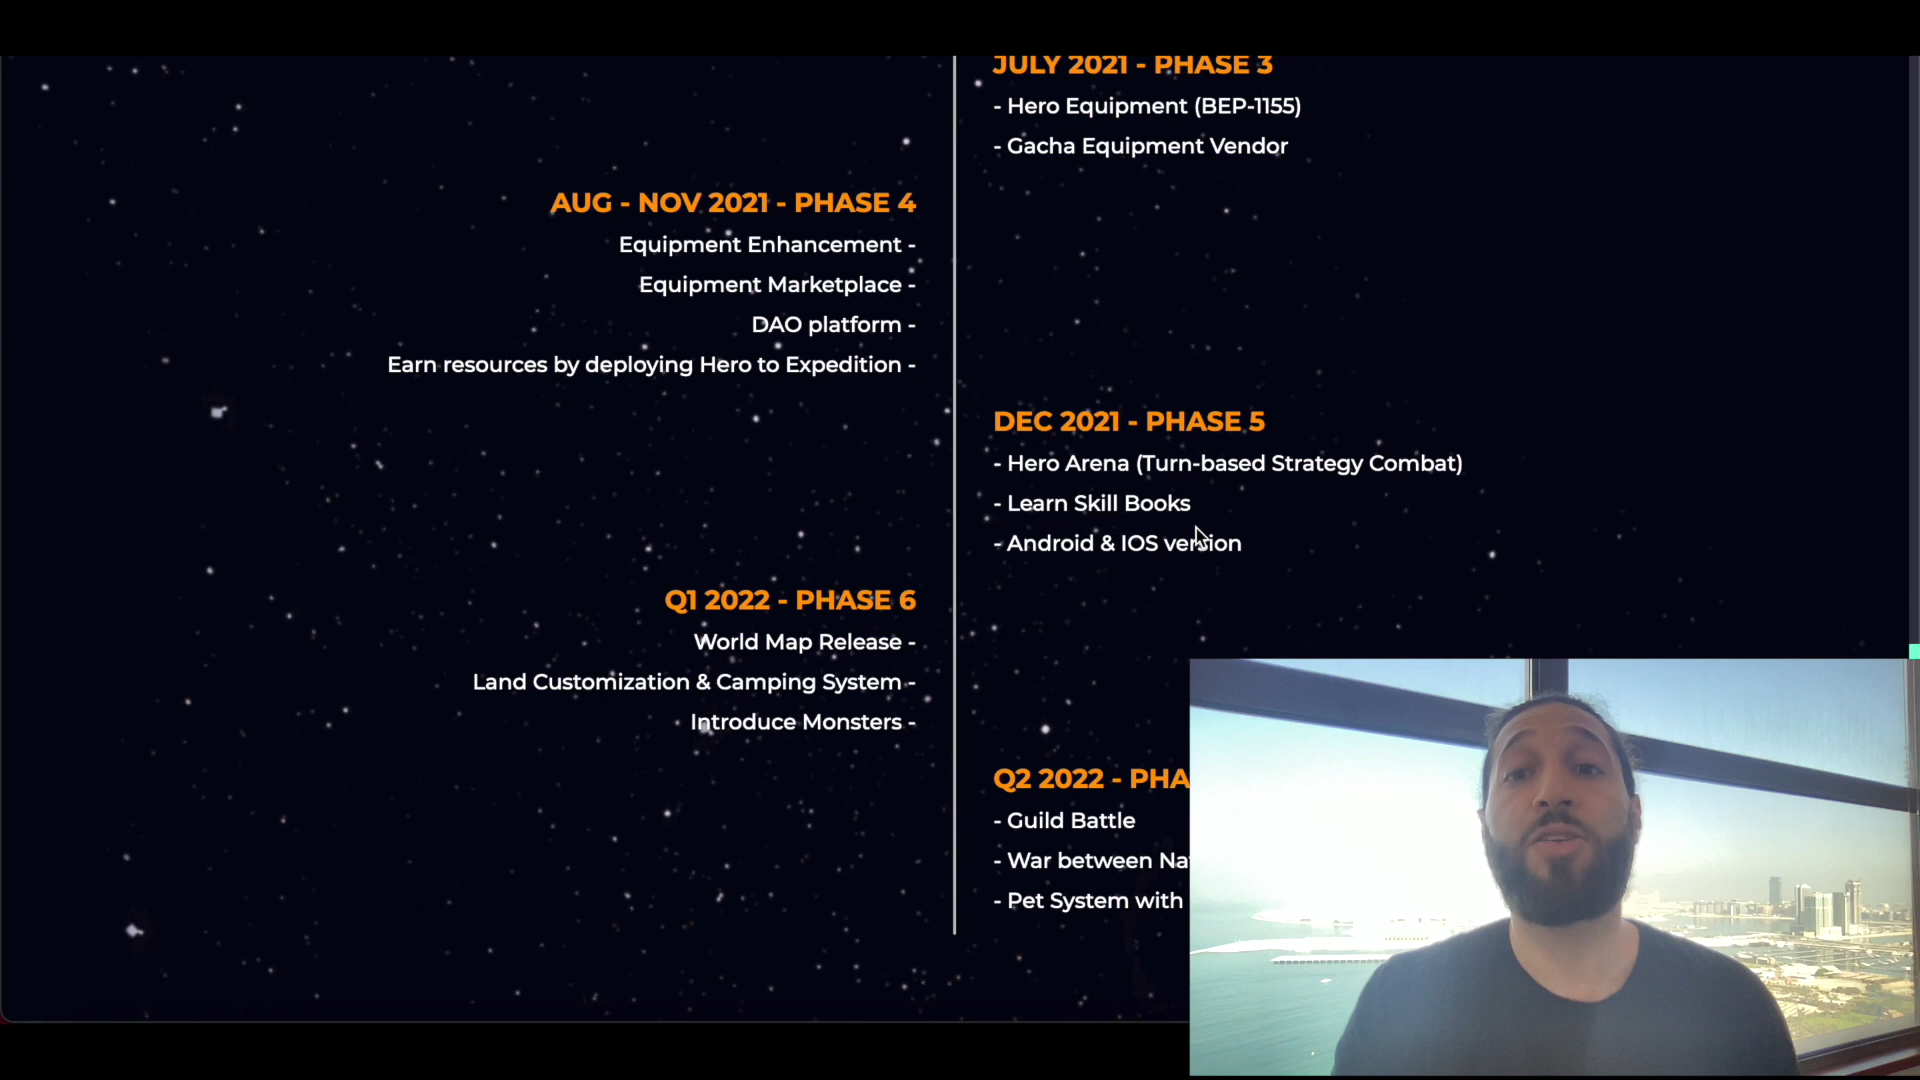 JULY 2021 - PHASE 3
- Hero Equipment (BEP-1155)
- Gacha Equipment Vendor
AUG - NOV 2021 - PHASE 4
Equipment Enhancement -
Equipment Marketplace -
DAO platform -
Earn resources by deploying Hero to Expedition -
DEC 2021 - PHASE 5
- Hero Arena (Turn-based Strategy Combat)
- Learn Skill Books
- Android & IOS version
Q1 2022 - PHASE 6
World Map Release -
Land Customization & Camping System -
Introduce Monsters -
Q2 2022 -
- Guild Battle
- War between
- Pet System with